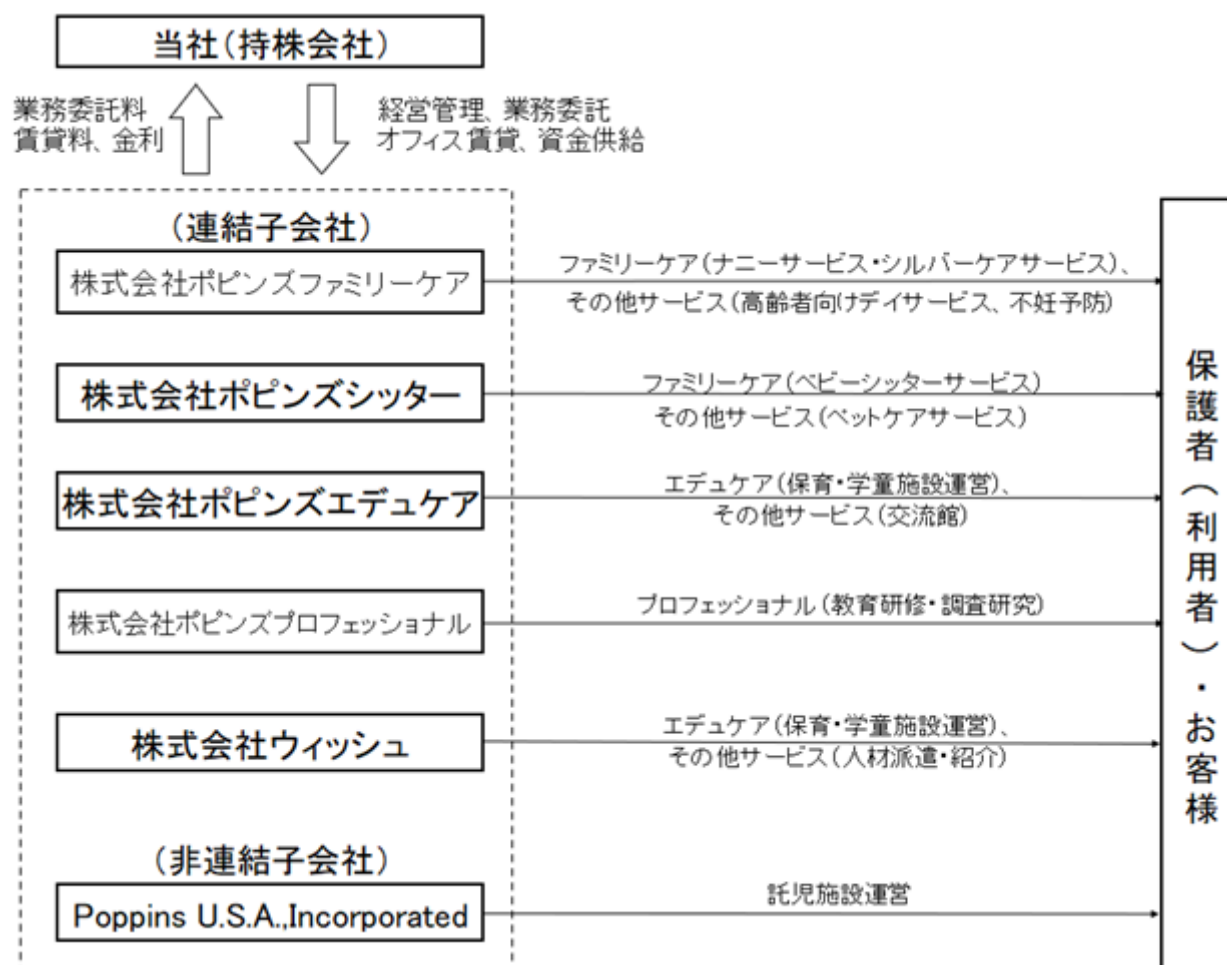 当社(持株会社)
業務委託料
賃貸料、金利
経営管理、業務委託
オフィス賃貸、資金供給
(連結子会社)
株式会社ポピンズファミリーケア
ファミリーケア(ナニーサービス・シルバーケアサービス)、
その他サービス(高齢者向けデイサービス、不妊予防)
株式会社ポピンズシッター
ファミリーケア(ベビーシッターサービス)
その他サービス(ペットケアサービス)
株式会社ポピンズエデュケア
エデュケア(保育・学童施設運営)、
その他サービス(交流館)
株式会社ポピンズプロフェッショナル
プロフェッショナル(教育研修・調査研究)
株式会社ウィッシュ
エデュケア(保育・学童施設運営)、
その他サービス(人材派遣・紹介)
(非連結子会社)
Poppins U.S.A.,Incorporated
託児施設運営
保護者(利用者)・お客様